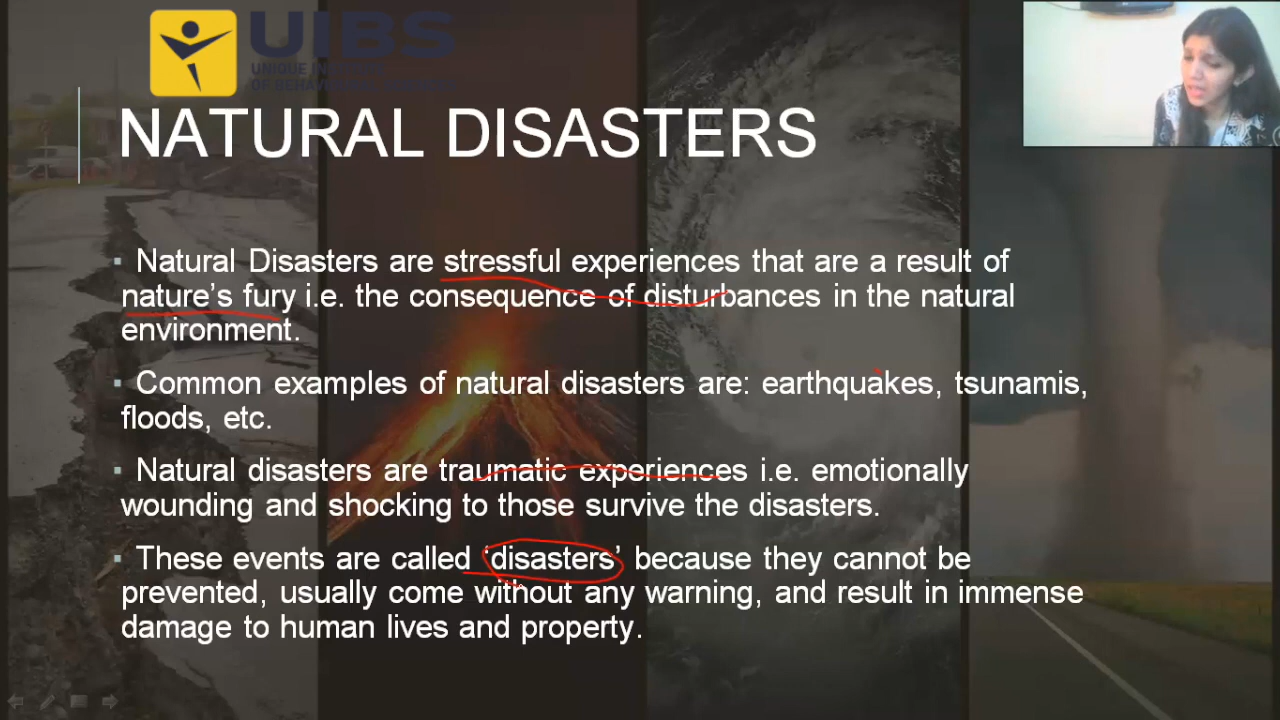 UIBS
UNIQUE
OF
NATURAL DISASTERS
Natural Disasters are stressful experiences that are a result of
nature's fury i.e. the consequence of disturbances in the natural
environment.
Common examples of natural disasters are: earthquakes, tsunamis,
floods, etc.
Natural disasters are traumatic experiences i.e. emotionally
wounding and shocking to those survive the disasters.
These events are called ‘disasters’ because they cannot be
prevented, usually come without any warning, and result in immense
damage to human lives and property.